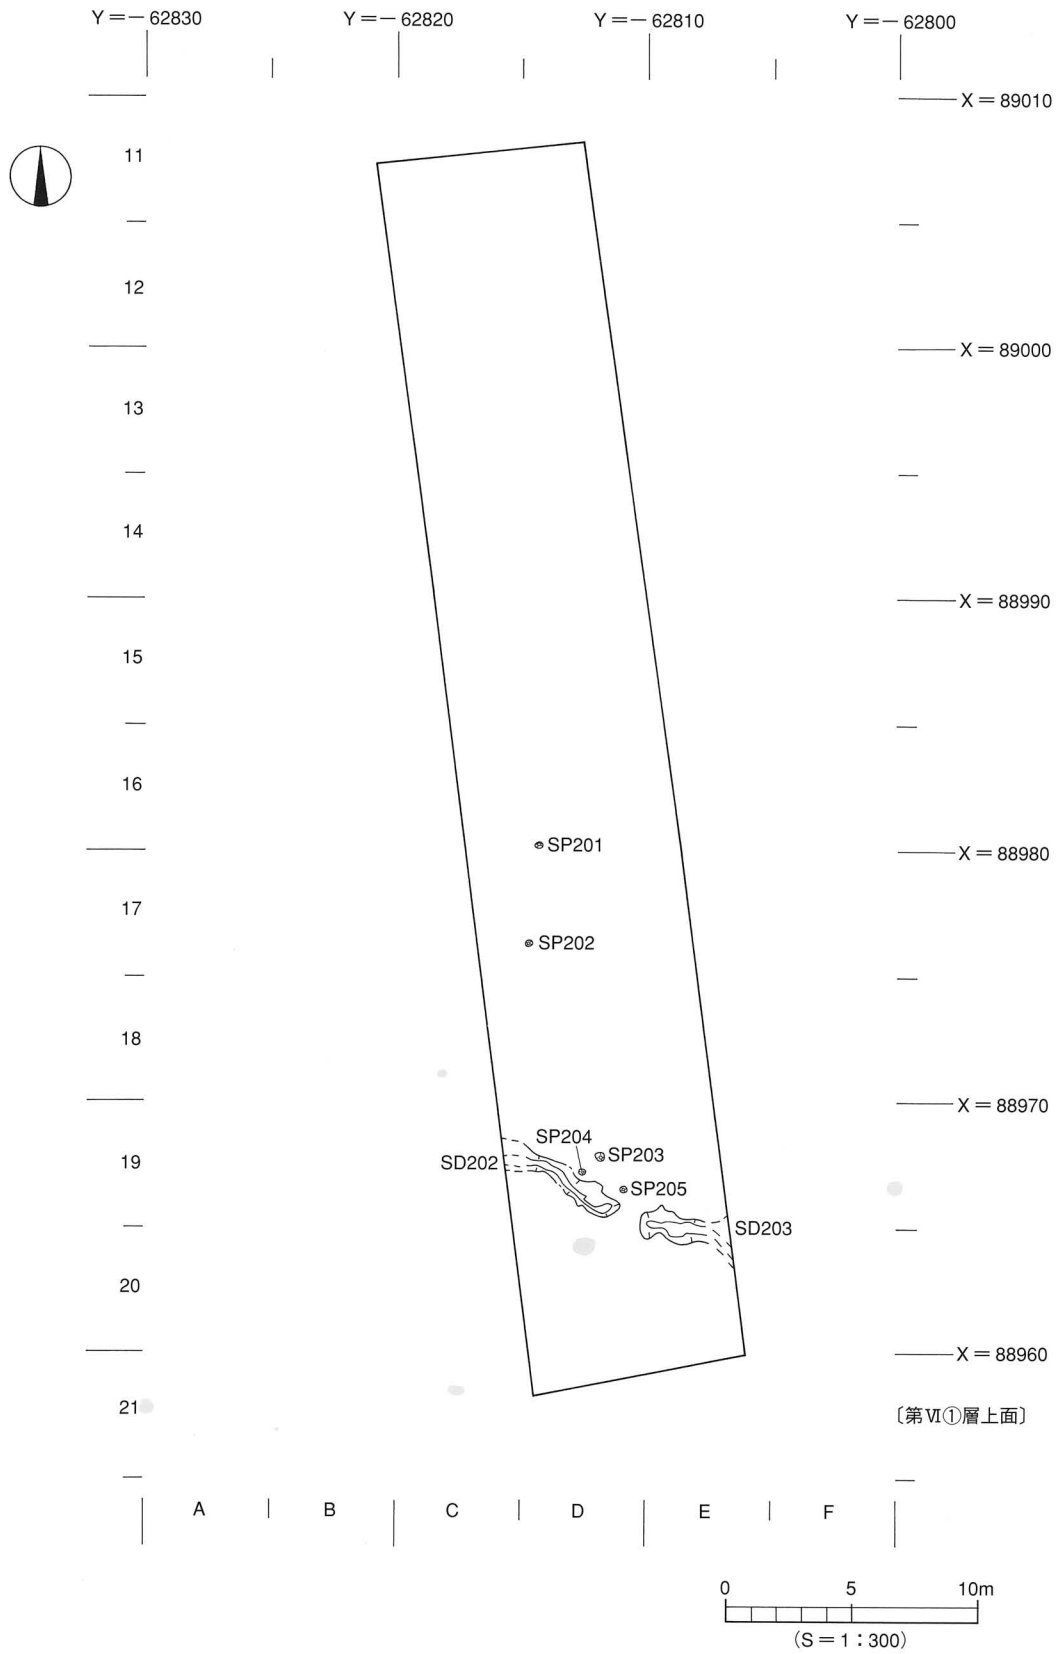 Y＝－62830
Y＝－62820
Y＝－62810
Y＝－62800
X＝89010
11
12
X＝89000
13
14
X＝88990
15
16
SP201
X＝88980
17
SP202
18
X＝88970
SP204
SP203
19
SD202
SP205
SD203
20
X＝88960
21
〔第Ⅵ①層上面〕
A
B
C
D
E
F
0 5 10m
（S＝1：300）